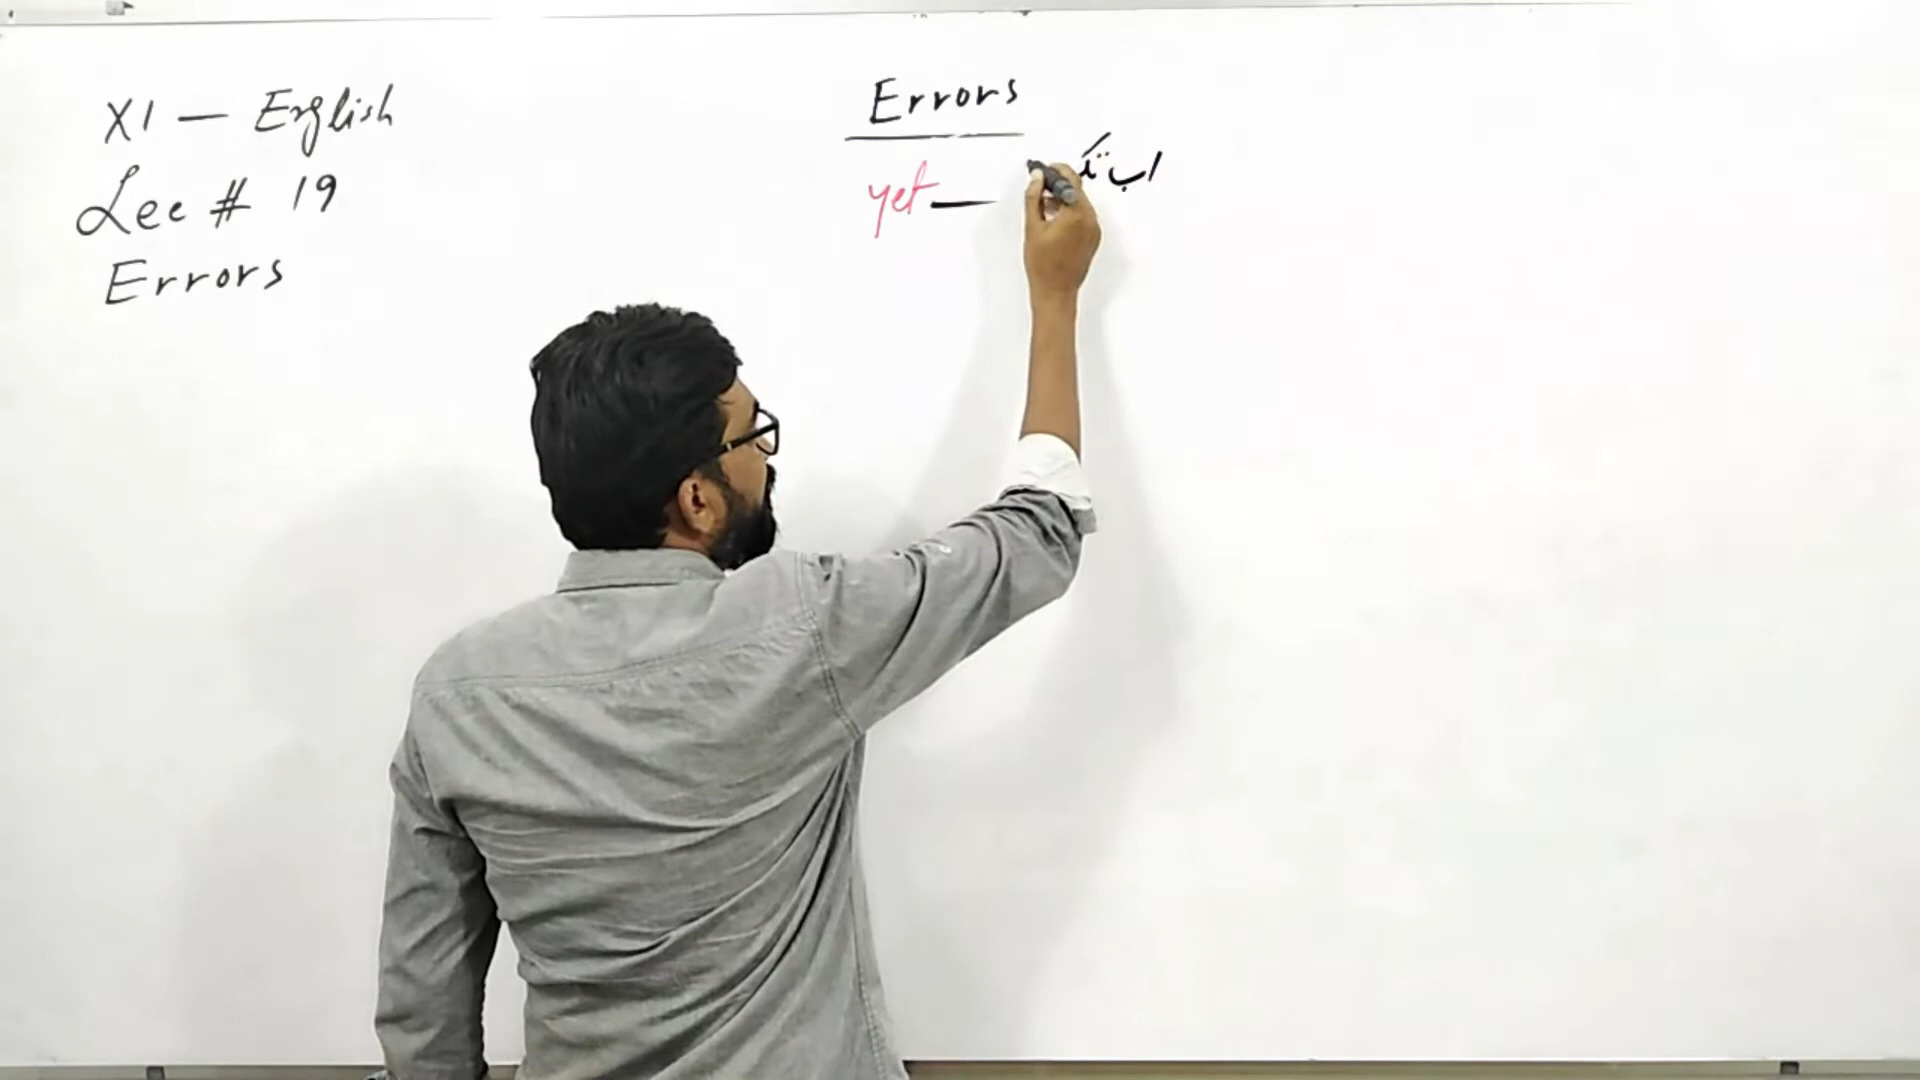 XI — English
Lec # 19
Errors
Errors
yet — اب تک